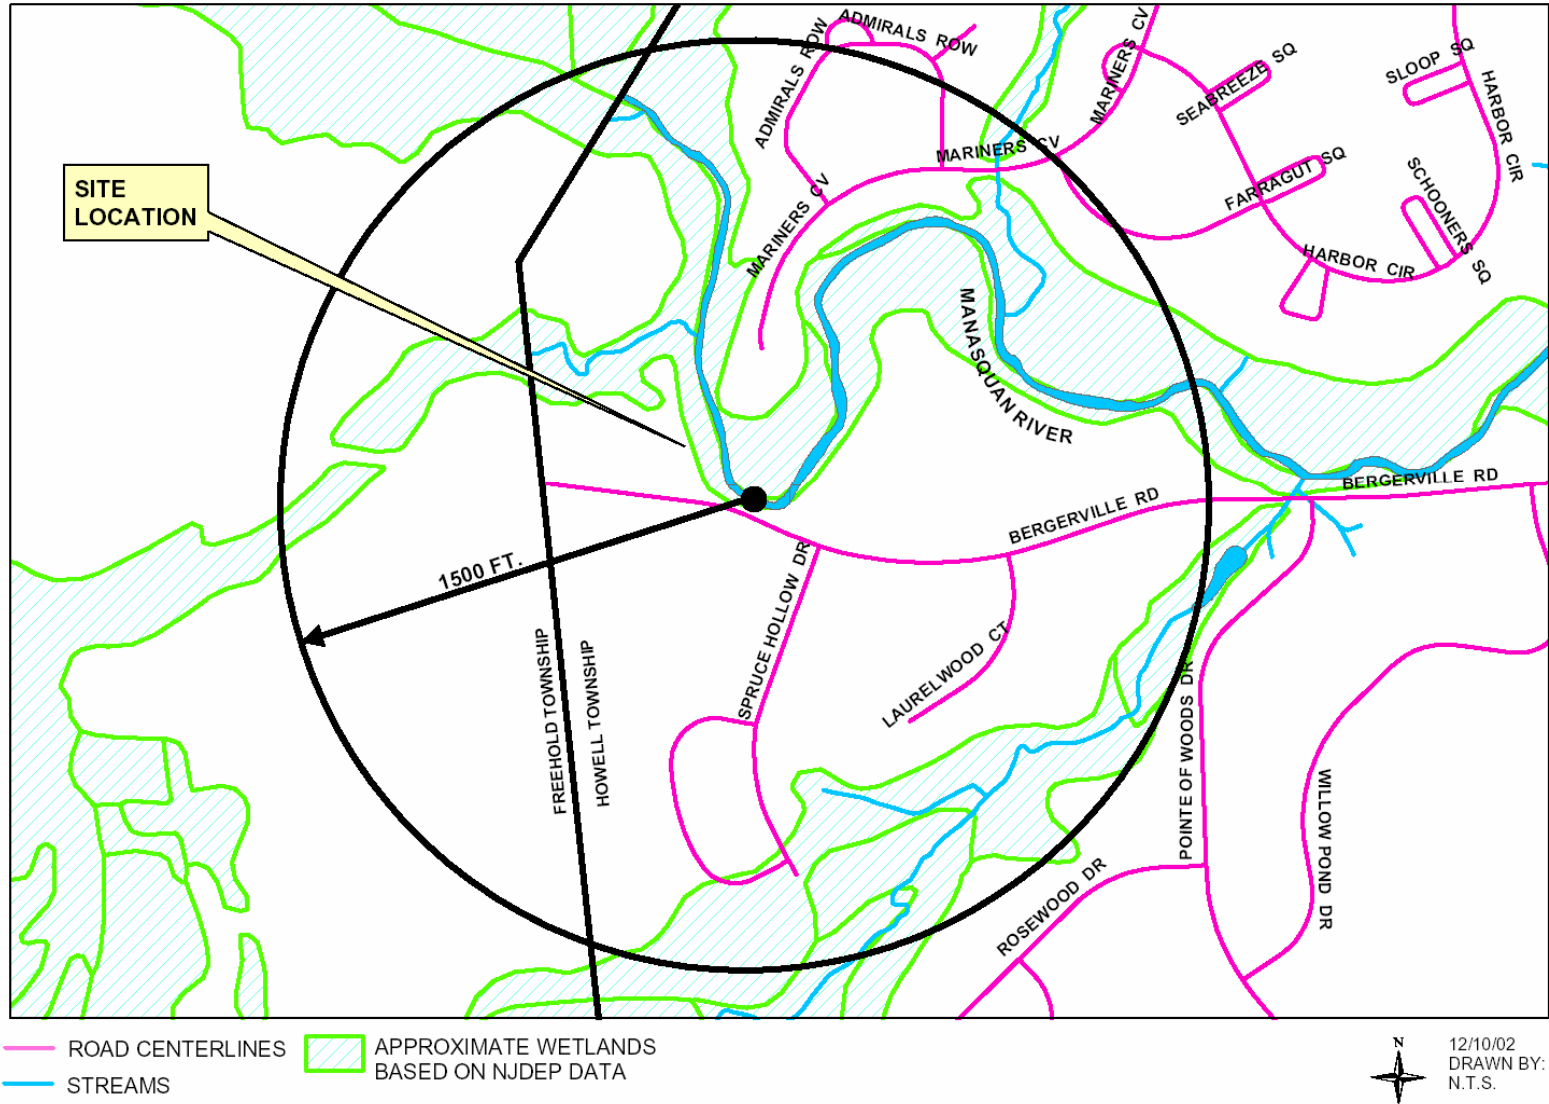 ADMIRALS ROW
ADMIRALS ROW
MARINERS CV
SEABREEZE SQ
SLOOP SQ
HARBOR CIR
MARINERS CV
FARRAGUT SQ
SCHOONERS SQ
SITE
LOCATION
MARINERS CV
HARBOR CIR
MANASQUAN RIVER
BERGERVILLE RD
BERGERVILLE RD
1500 FT.
SPRUCE HOLLOW DR
LAURELWOOD CT
FREEHOLD TOWNSHIP
HOWELL TOWNSHIP
POINTE OF WOODS DR
WILLOW POND DR
ROSEWOOD DR
ROAD CENTERLINES
STREAMS
APPROXIMATE WETLANDS
BASED ON NJDEP DATA
N
12/10/02
DRAWN BY:
N.T.S.